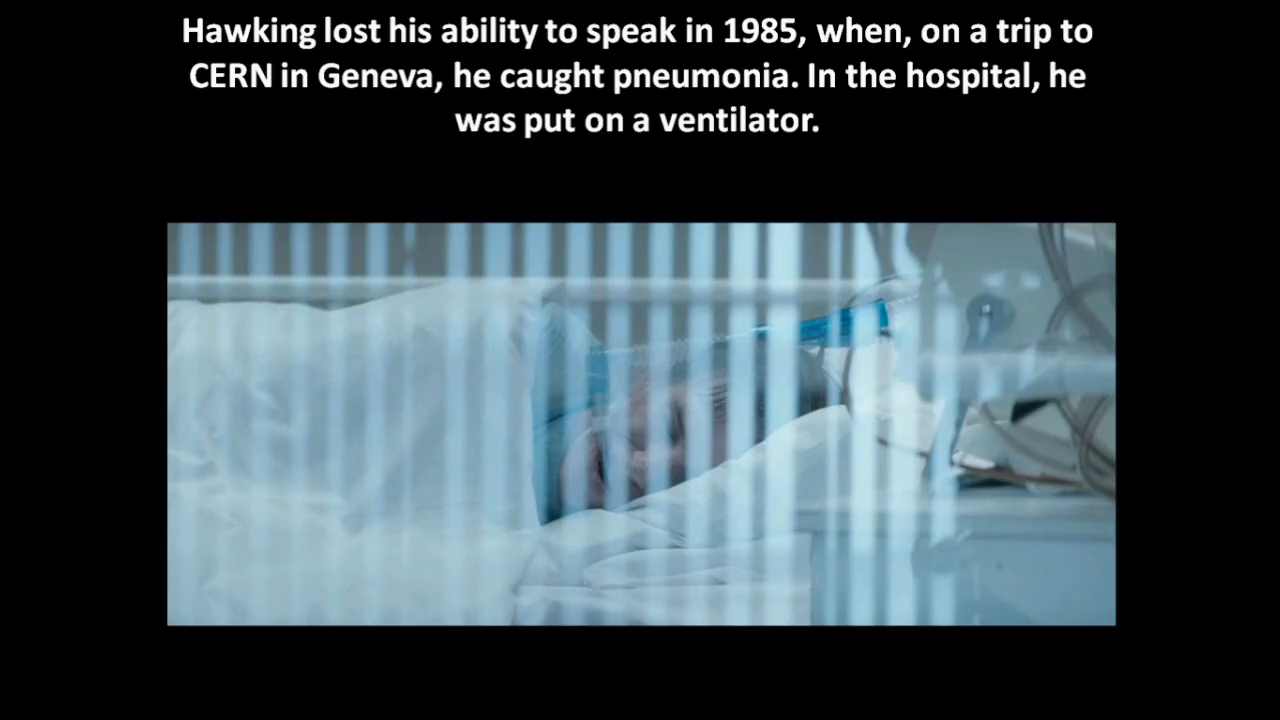 Hawking lost his ability to speak in 1985, when, on a trip to
CERN in Geneva, he caught pneumonia. In the hospital, he
was put on a ventilator.